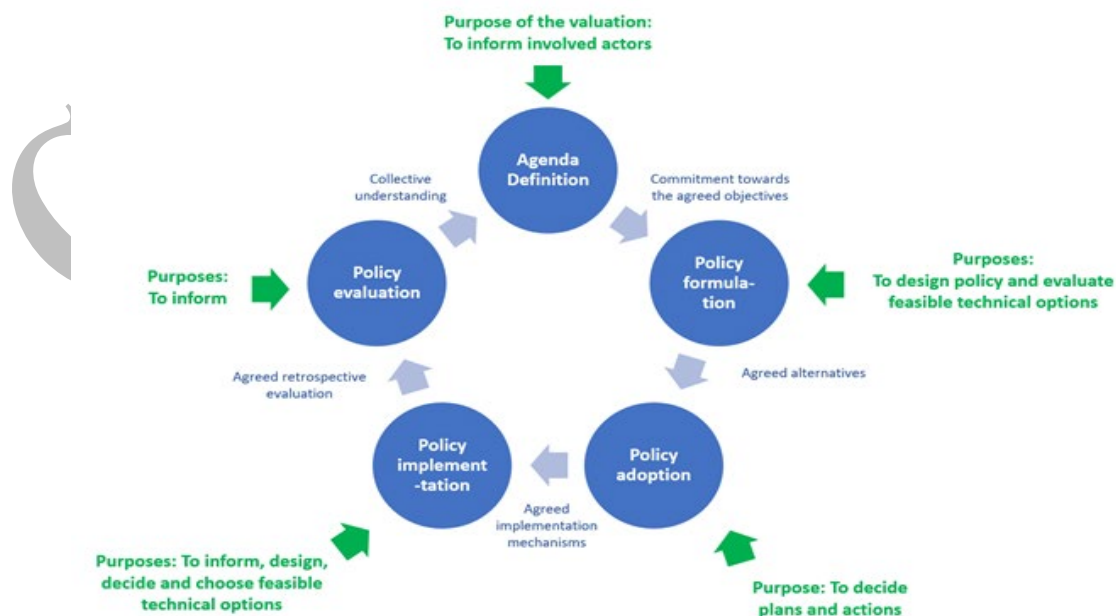 Purpose of the valuation:
To inform involved actors
Agenda
Definition
Collective
understanding
Commitment towards
the agreed objectives
Policy
evaluation
Policy
formula-
tion
Purposes:
To inform
Purposes:
To design policy and evaluate
feasible technical options
Agreed retrospective
evaluation
Agreed alternatives
Policy
implement
-tation
Policy
adoption
Agreed
implementation
mechanisms
Purposes: To inform, design,
decide and choose feasible
technical options
Purpose: To decide
plans and actions